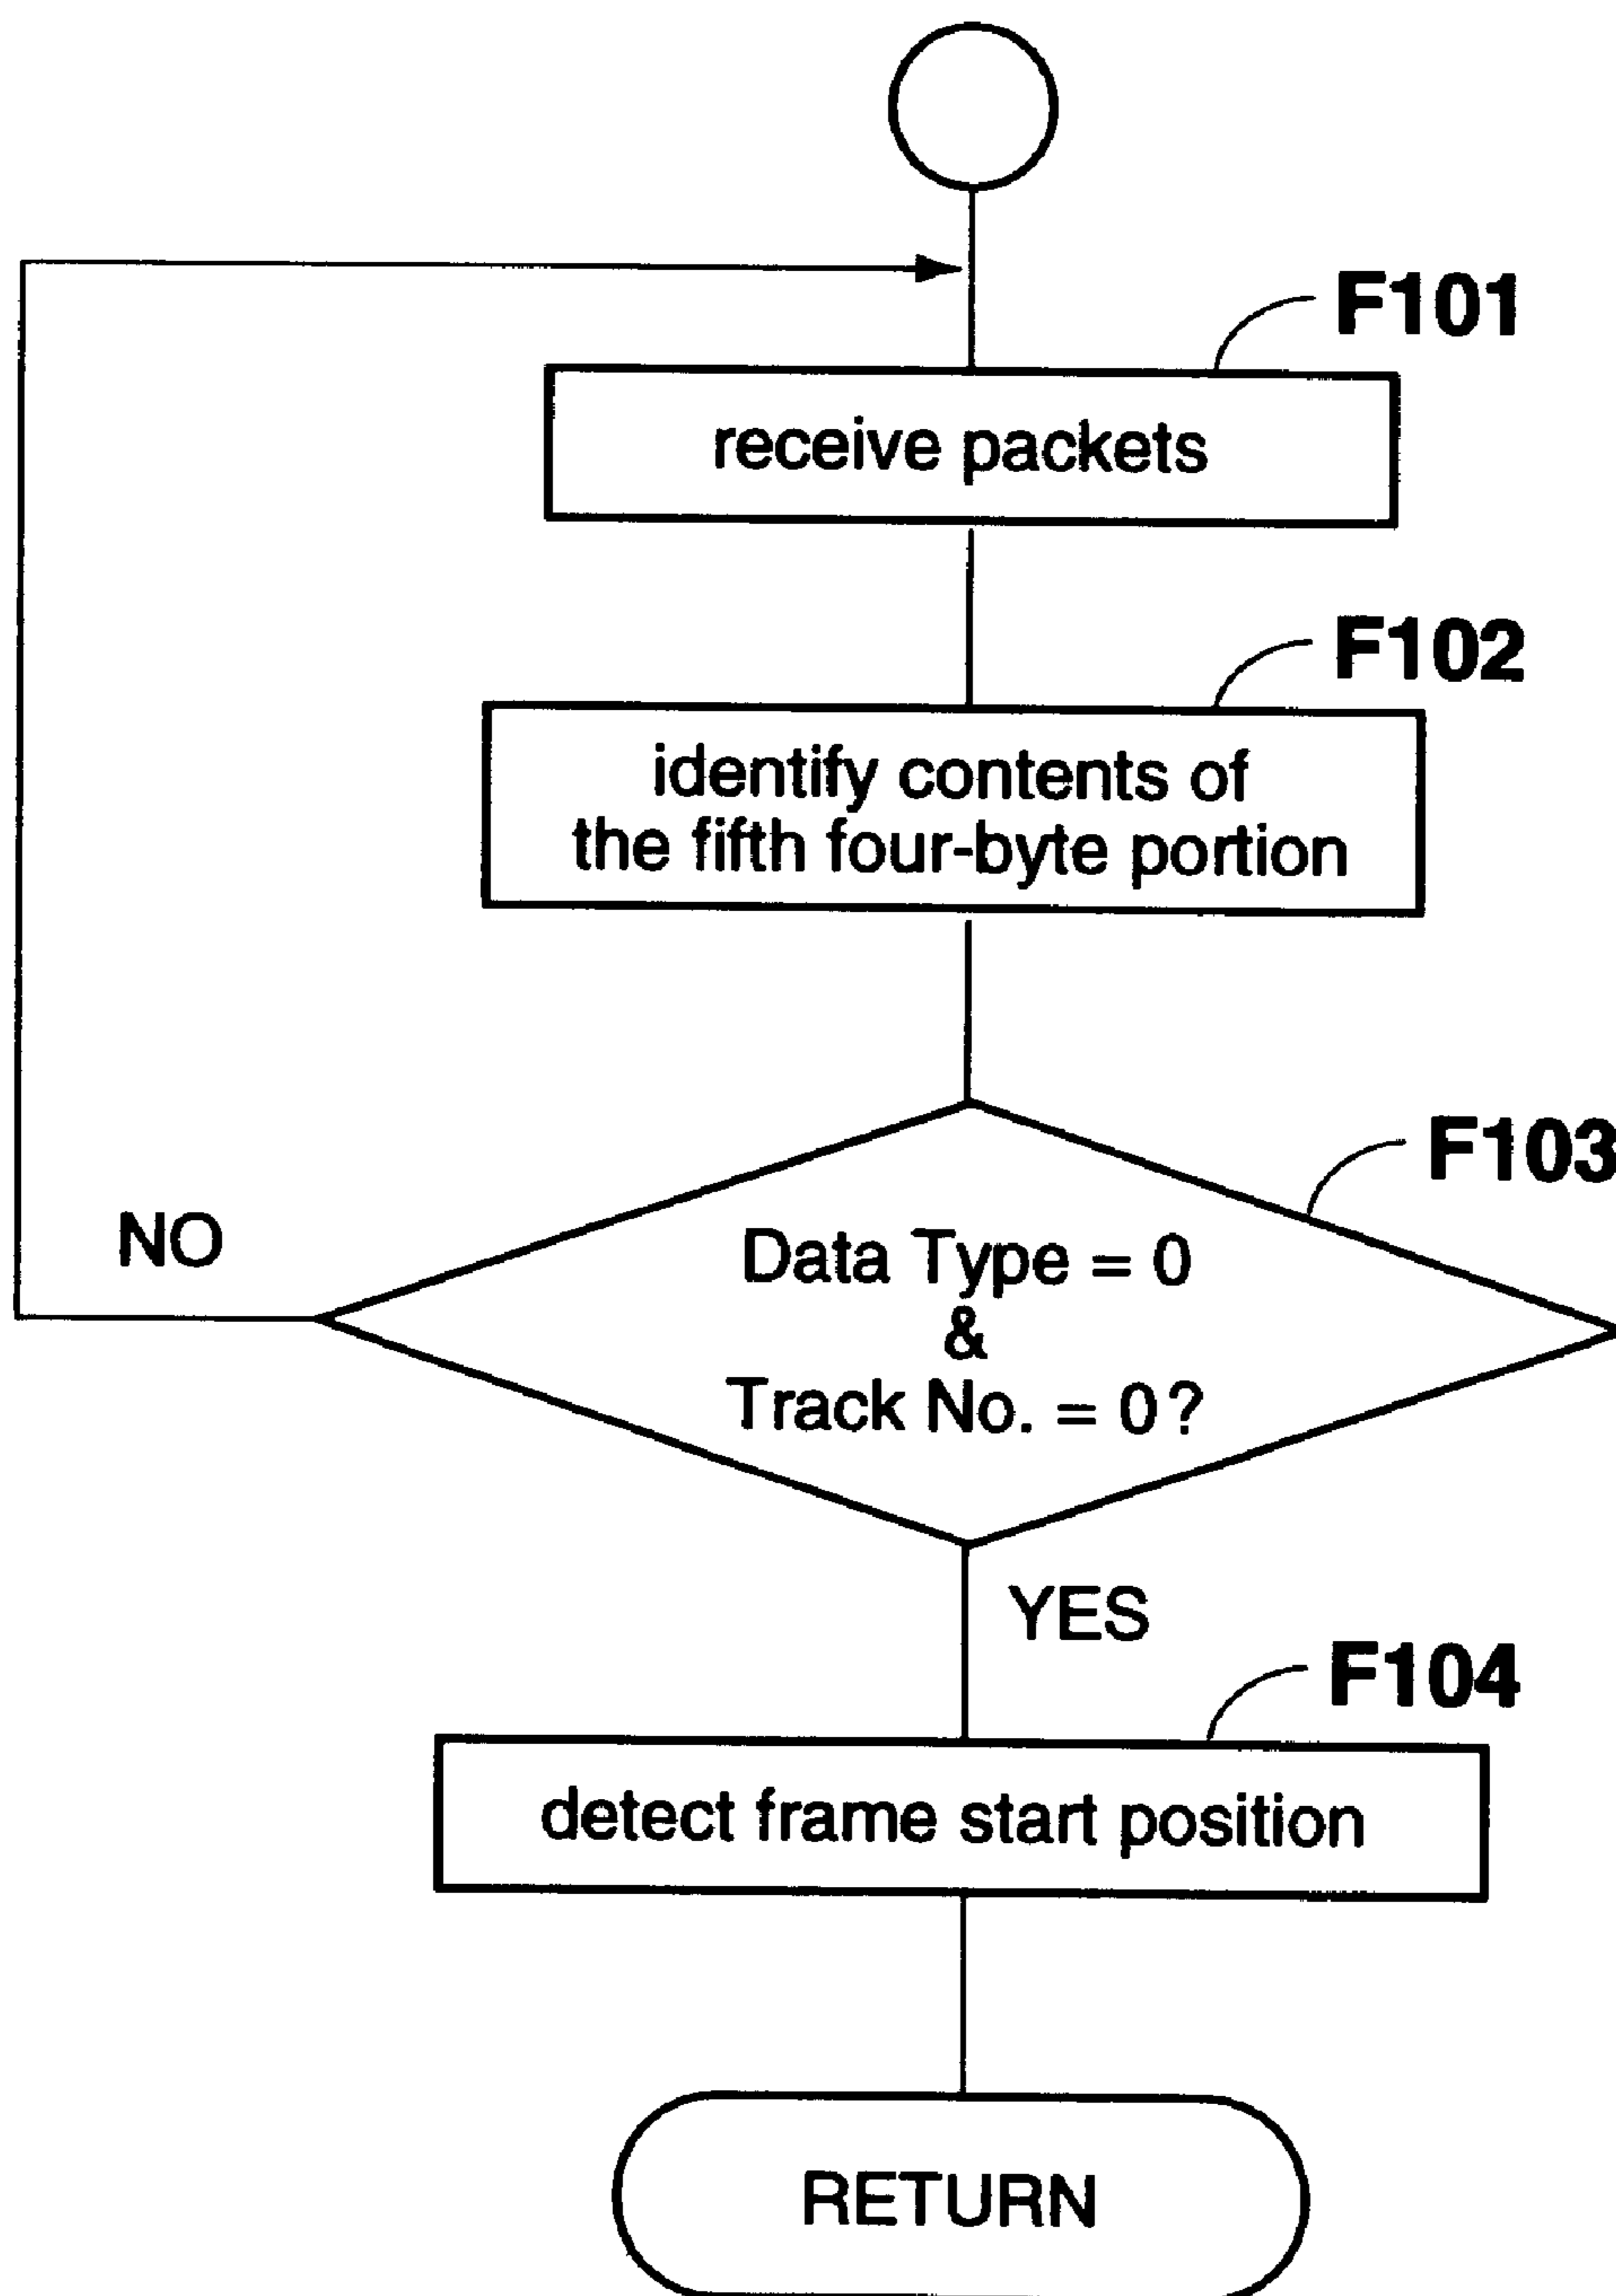 F101
receive packets
F102
identify contents of
the fifth four-byte portion
F103
NO
Data Type = 0
&
Track No. = 0?
YES
F104
detect frame start position
RETURN